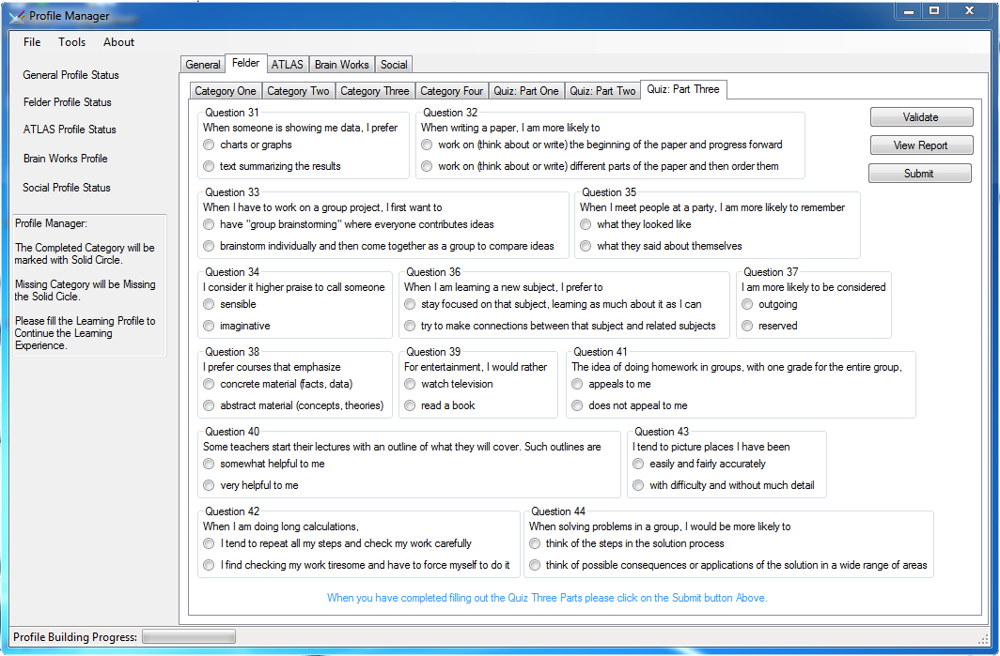 Profile Manager
File Tools About
General Profile Status
Felder Profile Status
ATLAS Profile Status
Brain Works Profile
Social Profile Status
Profile Manager:
The Completed Category will be
marked with Solid Circle.
Missing Category will be Missing
the Solid Cicle.
Please fill the Learning Profile to
Continue the Learning
Experience.
General Felder ATLAS Brain Works Social
Category One Category Two Category Three Category Four Quiz: Part One Quiz: Part Two Quiz: Part Three
Question 31
When someone is showing me data, I prefer
charts or graphs
text summarizing the results
Question 32
When writing a paper, I am more likely to
work on (think about or write) the beginning of the paper and progress forward
work on (think about or write) different parts of the paper and then order them
Validate
View Report
Submit
Question 33
When I have to work on a group project, I first want to
have "group brainstorming" where everyone contributes ideas
brainstorm individually and then come together as a group to compare ideas
Question 35
When I meet people at a party, I am more likely to remember
what they looked like
what they said about themselves
Question 34
I consider it higher praise to call someone
sensible
imaginative
Question 36
When I am learning a new subject, I prefer to
stay focused on that subject, learning as much about it as I can
try to make connections between that subject and related subjects
Question 37
I am more likely to be considered
outgoing
reserved
Question 38
I prefer courses that emphasize
concrete material (facts, data)
abstract material (concepts, theories)
Question 39
For entertainment, I would rather
watch television
read a book
Question 41
The idea of doing homework in groups, with one grade for the entire group,
appeals to me
does not appeal to me
Question 40
Some teachers start their lectures with an outline of what they will cover. Such outlines are
somewhat helpful to me
very helpful to me
Question 43
I tend to picture places I have been
easily and fairly accurately
with difficulty and without much detail
Question 42
When I am doing long calculations,
I tend to repeat all my steps and check my work carefully
I find checking my work tiresome and have to force myself to do it
Question 44
When solving problems in a group, I would be more likely to
think of the steps in the solution process
think of possible consequences or applications of the solution in a wide range of areas
When you have completed filling out the Quiz Three Parts please click on the Submit button Above.
Profile Building Progress: